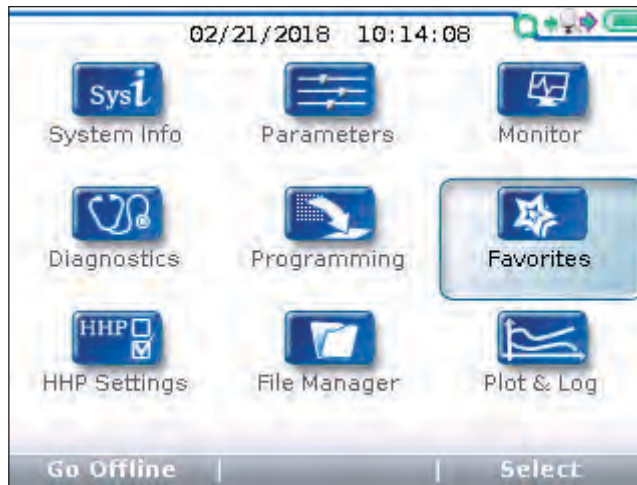 02/21/2018 10:14:08
Sysi
System Info Parameters Monitor
Diagnostics Programming Favorites
HHP
HHP Settings File Manager Plot & Log
Go Offline Select